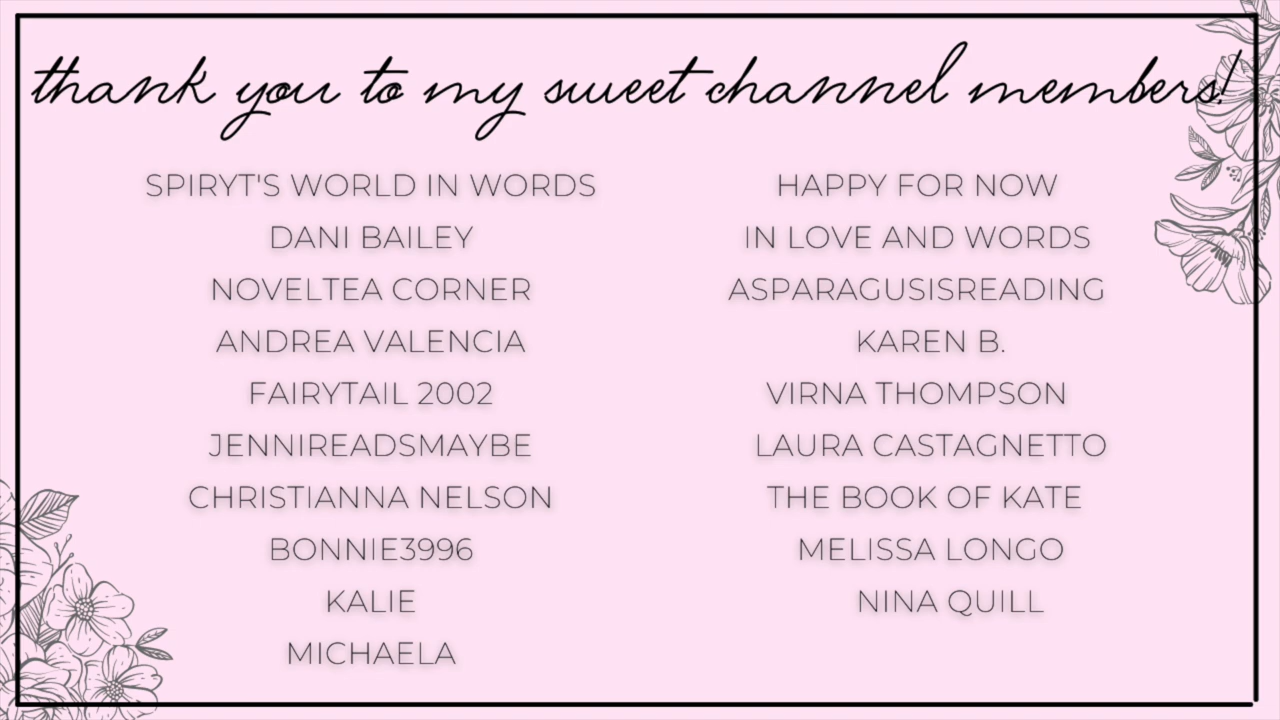 thank you to my sweet channel members!
SPIRYT'S WORLD IN WORDS
DANI BAILEY
NOVELTEA CORNER
ANDREA VALENCIA
FAIRYTAIL 2002
JENNIREADSMAYBE
CHRISTIANNA NELSON
BONNIE3996
KALIE
MICHAELA
HAPPY FOR NOW
IN LOVE AND WORDS
ASPARAGUSISREADING
KAREN B.
VIRNA THOMPSON
LAURA CASTAGNETTO
THE BOOK OF KATE
MELISSA LONGO
NINA QUILL